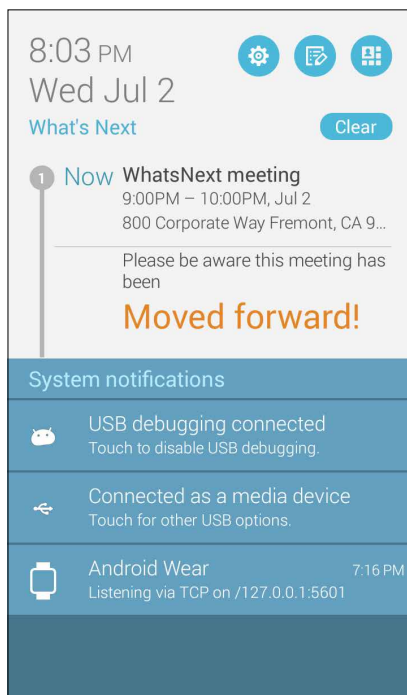 8:03 PM
Wed Jul 2
What's Next
Clear
1
Now WhatsNext meeting
9:00PM – 10:00PM, Jul 2
800 Corporate Way Fremont, CA 9...
Please be aware this meeting has
been
Moved forward!
System notifications
USB debugging connected
Touch to disable USB debugging.
Connected as a media device
Touch for other USB options.
Android Wear 7:16 PM
Listening via TCP on /127.0.0.1:5601